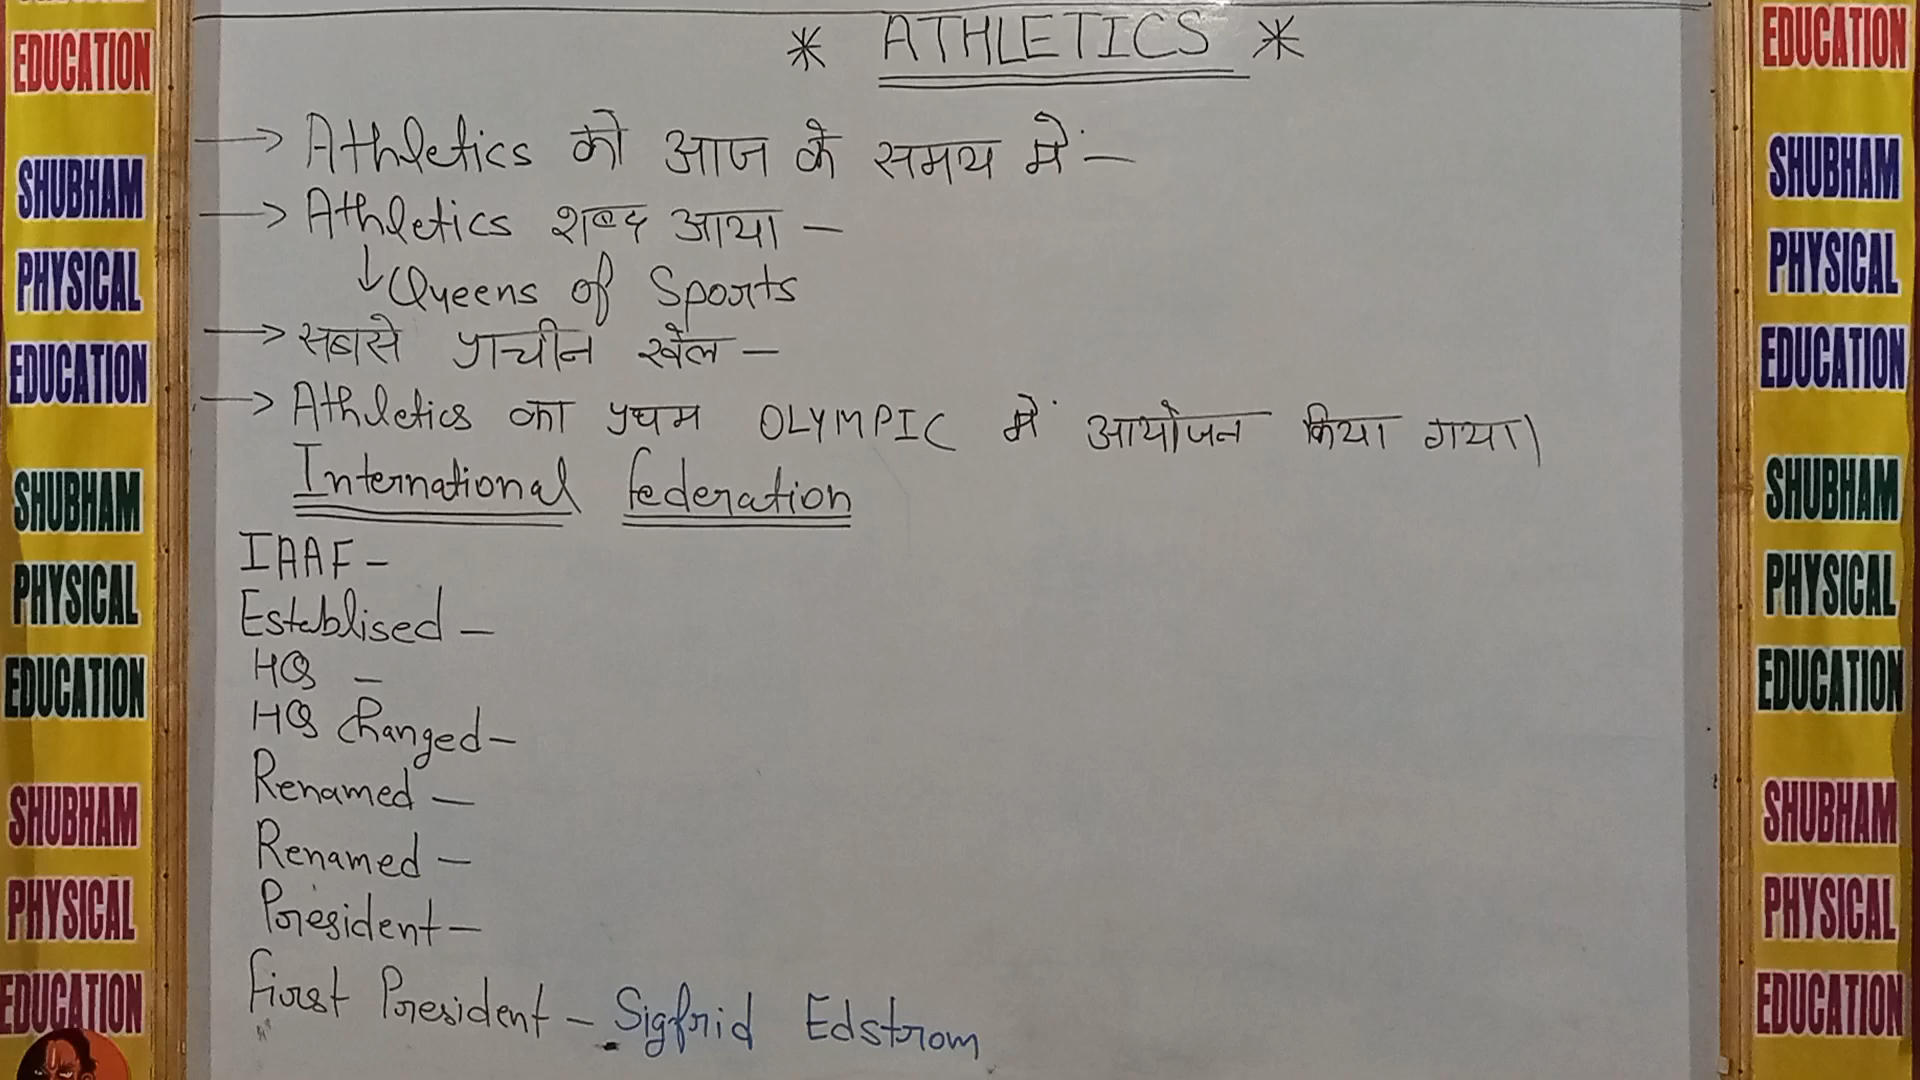 * ATHLETICS *
→ Athletics को आज के समय में:—
→ Athletics शब्द आया —
↓ Queens of Sports
→ सबसे प्राचीन खेल —
→ Athletics का प्रथम OLYMPIC में आयोजन किया गया।
International federation
IAAF -
Establised -
HQ -
HQ Changed -
Renamed -
Renamed -
President -
First President - Sigfrid Edstrom
EDUCATION
SHUBHAM
PHYSICAL
EDUCATION
SHUBHAM
PHYSICAL
EDUCATION
SHUBHAM
PHYSICAL
EDUCATION
EDUCATION
SHUBHAM
PHYSICAL
EDUCATION
SHUBHAM
PHYSICAL
EDUCATION
SHUBHAM
PHYSICAL
EDUCATION